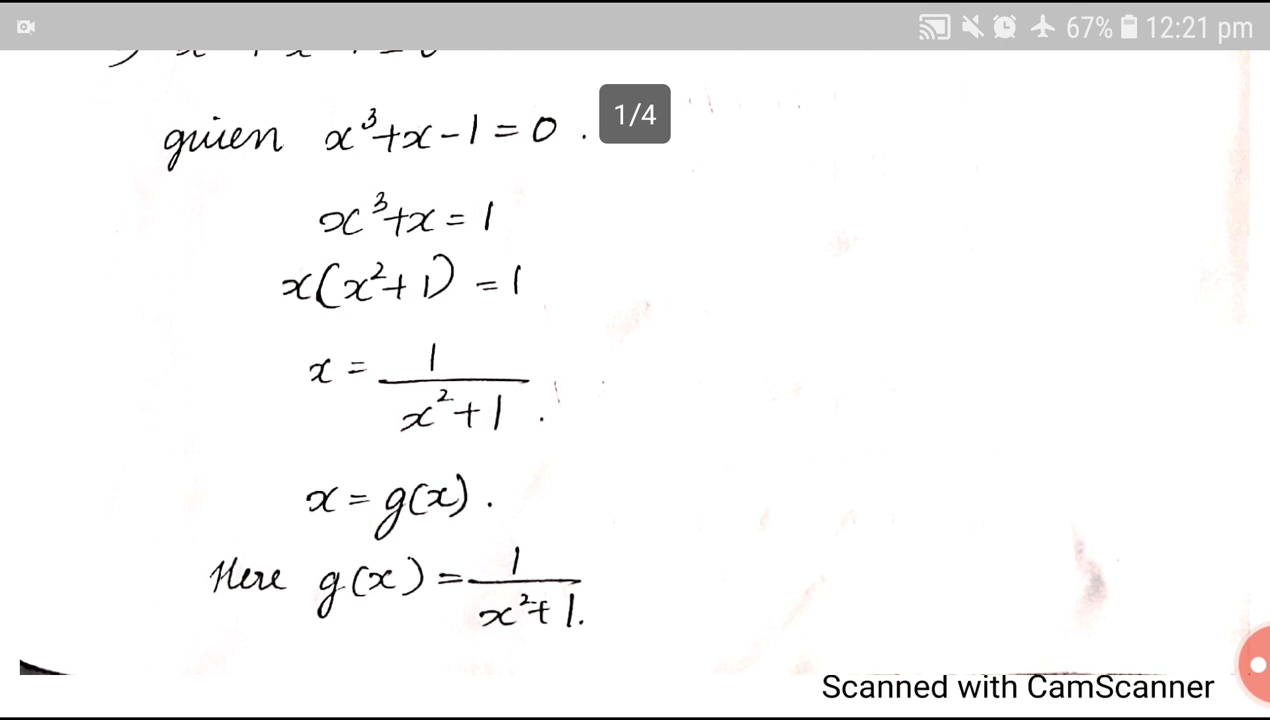 67% 12:21 pm
given x³+x-1=0.
1/4
x³+x=1
x(x²+1)=1
x = 1/(x²+1).
x = g(x).
Here g(x) = 1/(x²+1).
Scanned with CamScanner